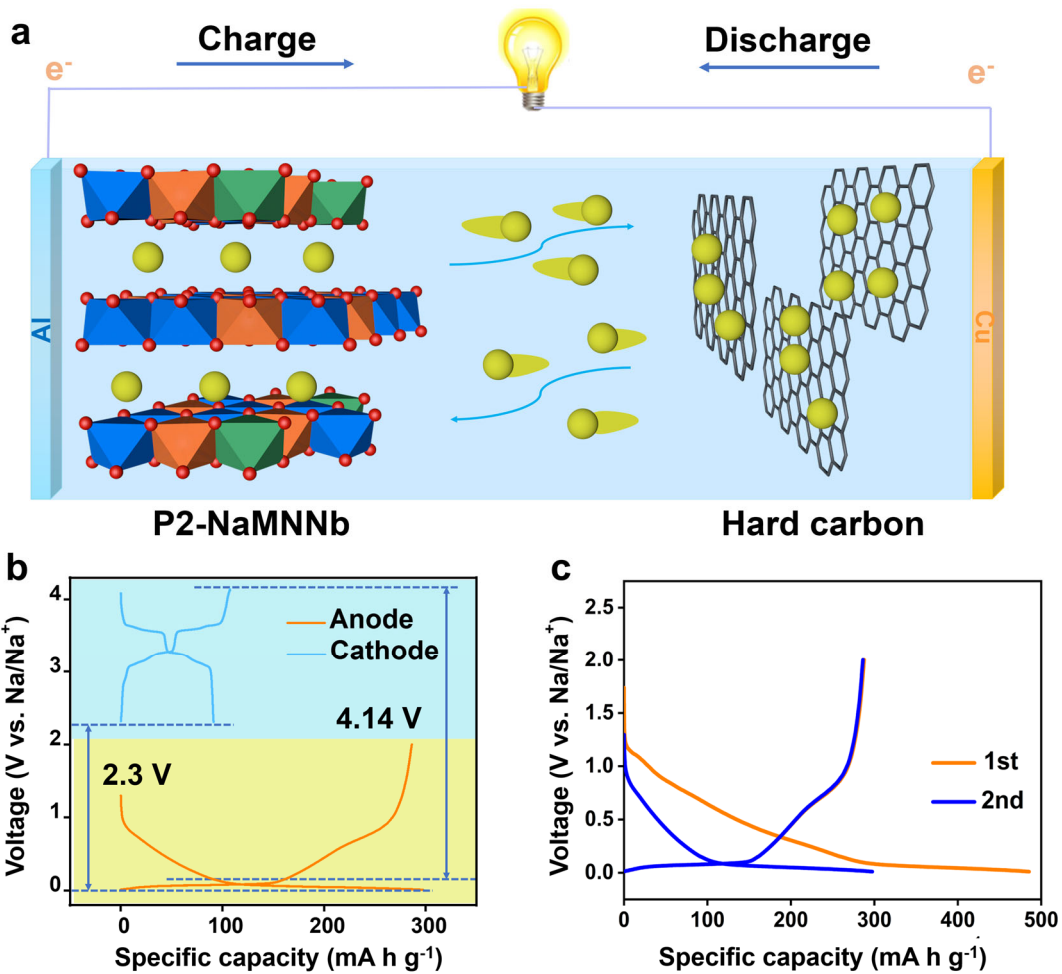 a
Charge
Discharge
e⁻
e⁻
Al
Cu
P2-NaMNNb
Hard carbon
b
Voltage (V vs. Na/Na⁺)
4
3
2
1
0
Anode
Cathode
4.14 V
2.3 V
0
100
200
300
Specific capacity (mA h g⁻¹)
c
Voltage (V vs. Na/Na⁺)
2.5
2.0
1.5
1.0
0.5
0.0
1st
2nd
0
100
200
300
400
500
Specific capacity (mA h g⁻¹)